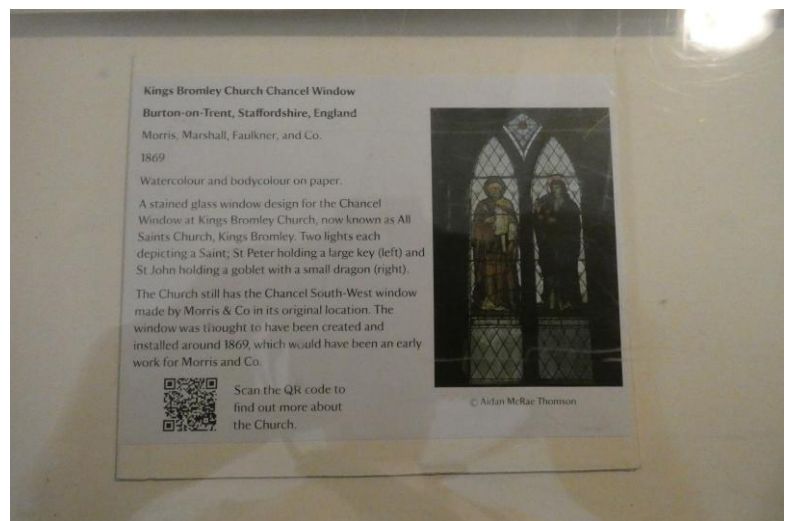 Kings Bromley Church Chancel Window
Burton-on-Trent, Staffordshire, England
Morris, Marshall, Faulkner, and Co.
1869
Watercolour and bodycolour on paper.
A stained glass window design for the Chancel
Window at Kings Bromley Church, now known as All
Saints Church, Kings Bromley. Two lights each
depicting a Saint; St Peter holding a large key (left) and
St John holding a goblet with a small dragon (right).
The Church still has the Chancel South-West window
made by Morris & Co in its original location. The
window was thought to have been created and
installed around 1869, which would have been an early
work for Morris and Co.
Scan the QR code to
find out more about
the Church.
© Aidan McRae Thomson